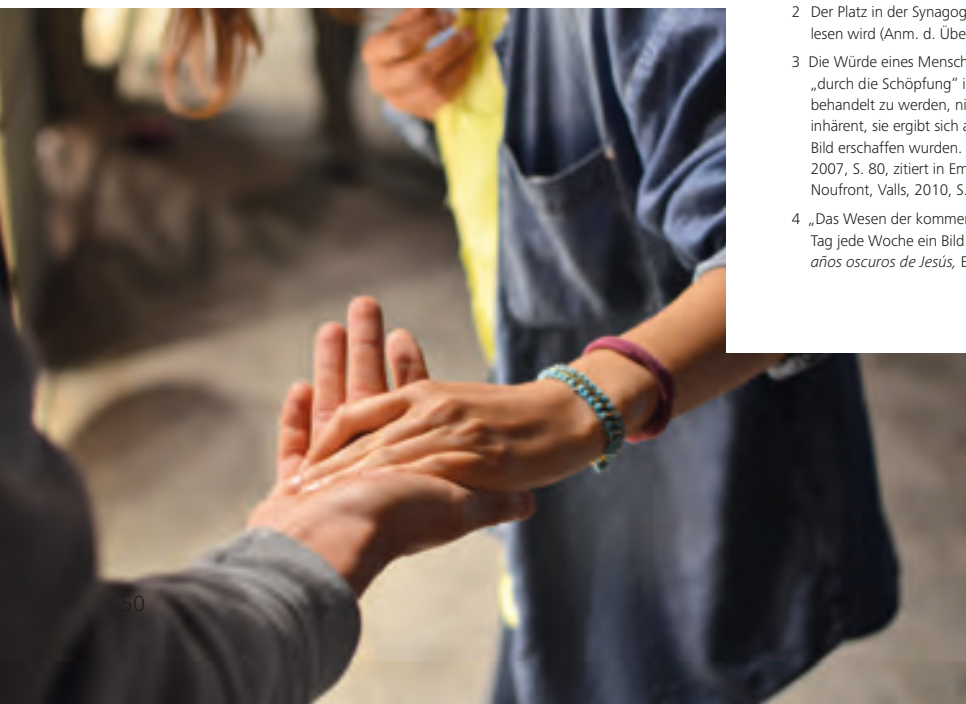 2 Der Platz in der Synagog
lesen wird (Anm. d. Übe
3 Die Würde eines Mensch
„durch die Schöpfung“ i
behandelt zu werden, ni
inhärent, sie ergibt sich a
Bild erschaffen wurden.
2007, S. 80, zitiert in Em
Noufront, Valls, 2010, S.
4 „Das Wesen der kommer
Tag jede Woche ein Bild
años oscuros de Jesús, E
50